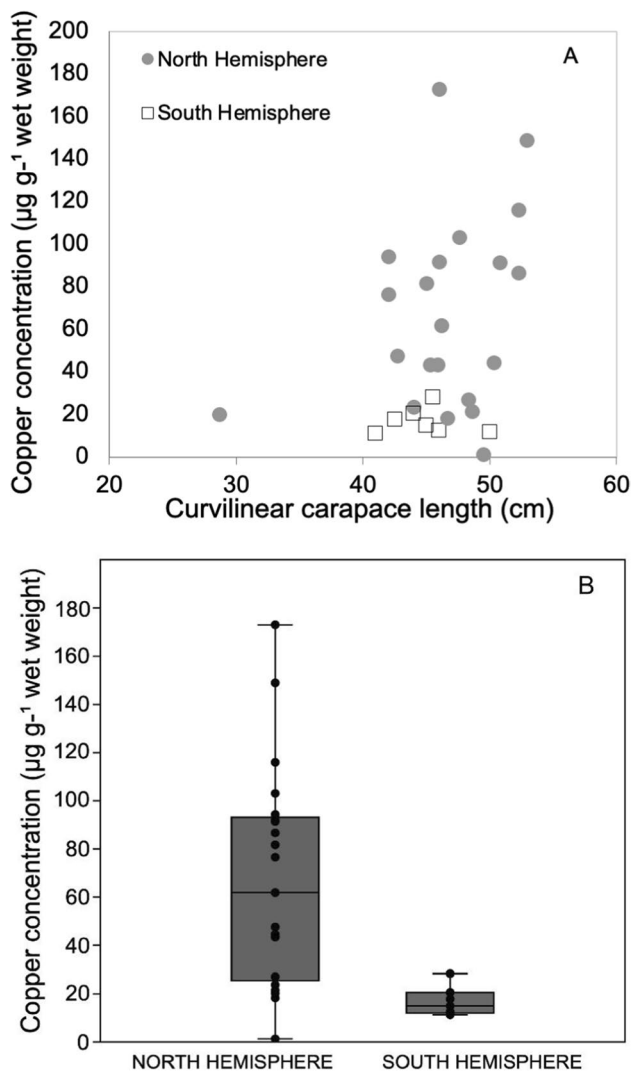 A
North Hemisphere
South Hemisphere
Copper concentration (µg g-¹ wet weight)
200
180
160
140
120
100
80
60
40
20
0
20 30 40 50 60
Curvilinear carapace length (cm)
B
Copper concentration (µg g-¹ wet weight)
180
160
140
120
100
80
60
40
20
0
NORTH HEMISPHERE SOUTH HEMISPHERE